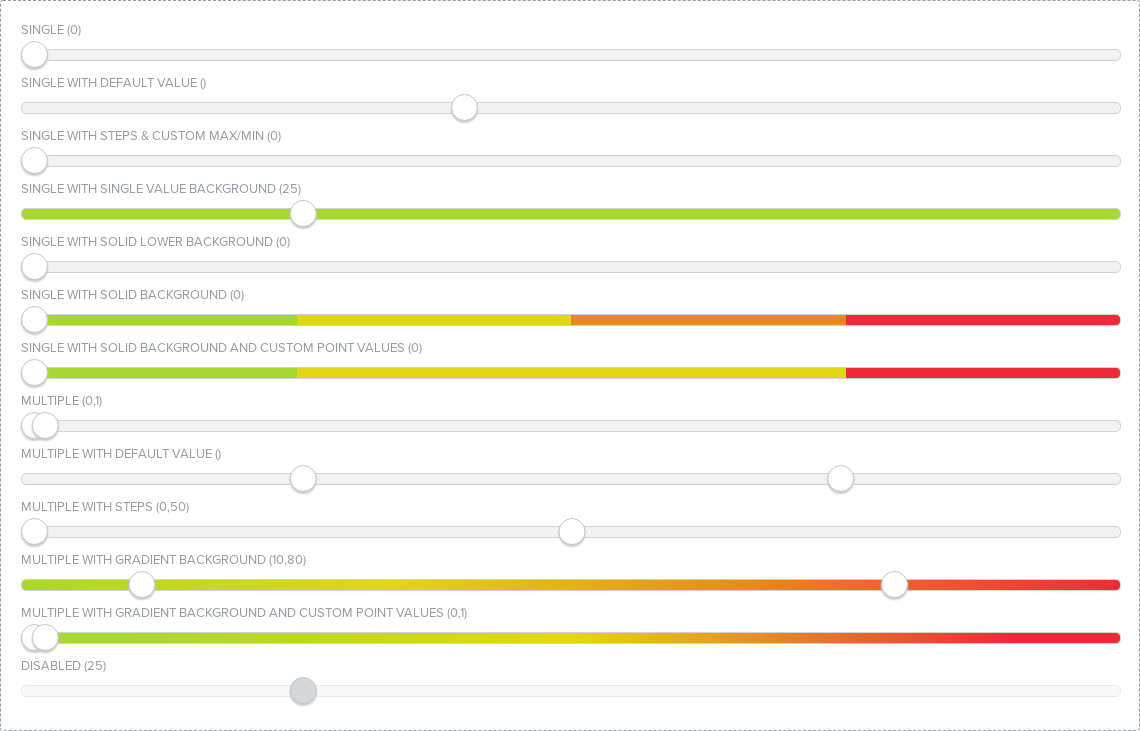 SINGLE (0)
SINGLE WITH DEFAULT VALUE ()
SINGLE WITH STEPS & CUSTOM MAX/MIN (0)
SINGLE WITH SINGLE VALUE BACKGROUND (25)
SINGLE WITH SOLID LOWER BACKGROUND (0)
SINGLE WITH SOLID BACKGROUND (0)
SINGLE WITH SOLID BACKGROUND AND CUSTOM POINT VALUES (0)
MULTIPLE (0,1)
MULTIPLE WITH DEFAULT VALUE ()
MULTIPLE WITH STEPS (0,50)
MULTIPLE WITH GRADIENT BACKGROUND (10,80)
MULTIPLE WITH GRADIENT BACKGROUND AND CUSTOM POINT VALUES (0,1)
DISABLED (25)